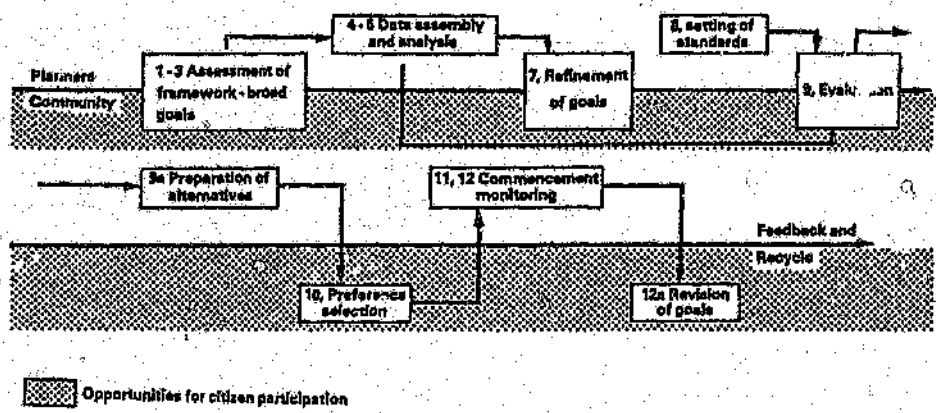 4 - 6 Data assembly
and analysis
8, setting of
standards
Planners
Community
1 - 3 Assessment of
framework - broad
goals
7, Refinement
of goals
9,
9a Preparation of
alternatives
11, 12 Commencement
monitoring
Feedback and
Recycle
10, Preference
selection
12a Revision
of goals
Opportunities for citizen participation